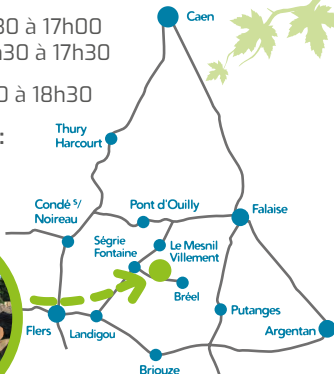 30 à 17h00
h30 à 17h30
0 à 18h30
:
Caen
Thury
Harcourt
Condé s/
Noireau
Pont d'Ouilly
Falaise
Ségrie
Fontaine
Le Mesnil
Villement
Bréel
Flers
Landigou
Putanges
Argentan
Briouze